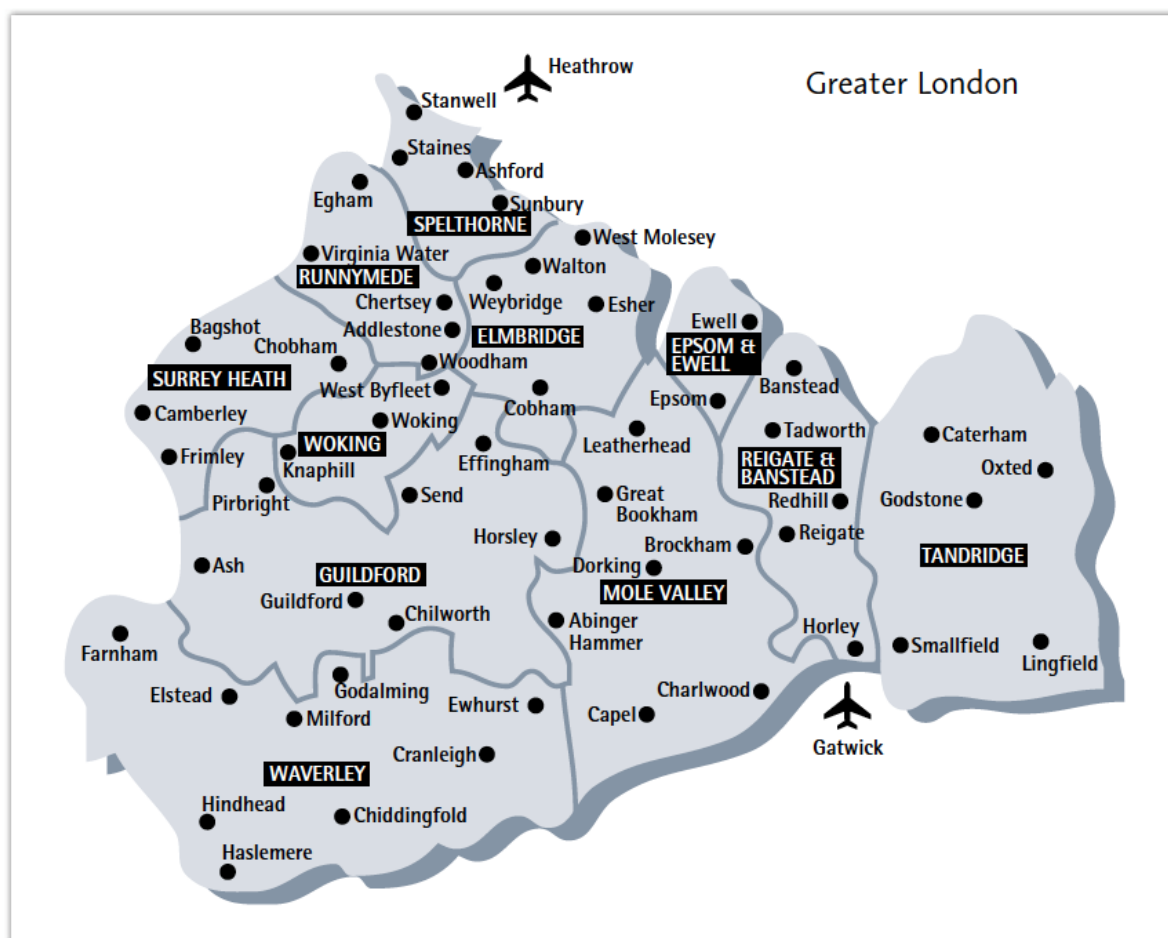 Heathrow
Greater London
Stanwell
Staines
Ashford
Egham
Sunbury
SPELTHORNE
West Molesey
Virginia Water
Walton
RUNNYMEDE
Weybridge
Chertsey
Esher
Bagshot
Addlestone
ELMBRIDGE
Ewell
Chobham
EPSOM &
EWELL
Woodham
Banstead
SURREY HEATH
West Byfleet
Cobham
Epsom
Camberley
Woking
Tadworth
Caterham
WOKING
Leatherhead
Frimley
Knaphill
Effingham
REIGATE &
BANSTEAD
Oxted
Pirbright
Send
Great
Bookham
Redhill
Godstone
Horsley
Brockham
Reigate
TANDRIDGE
Ash
GUILDFORD
Dorking
MOLE VALLEY
Guildford
Chilworth
Abinger
Hammer
Horley
Farnham
Smallfield
Lingfield
Elstead
Godalming
Ewhurst
Charlwood
Milford
Capel
Gatwick
Cranleigh
WAVERLEY
Hindhead
Chiddingfold
Haslemere